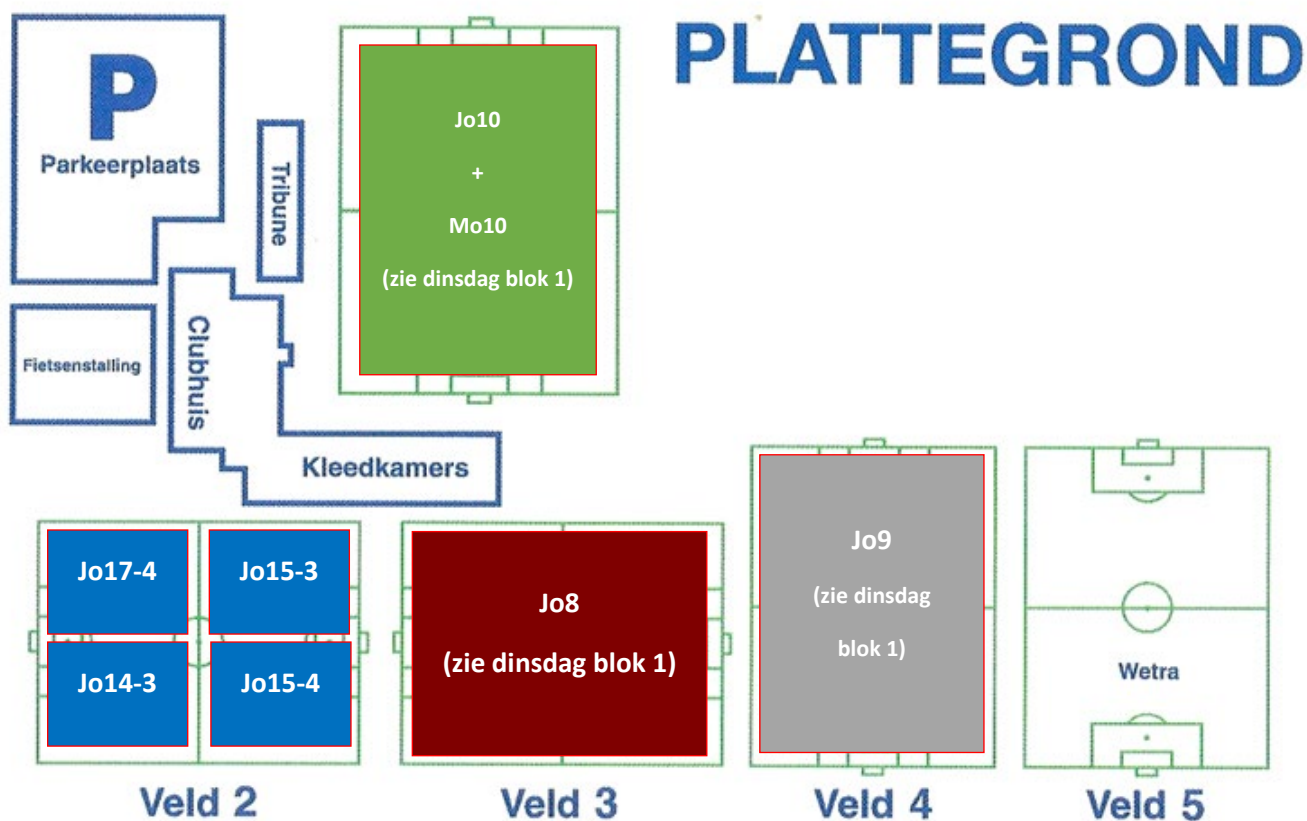 PLATTEGROND
P
Parkeerplaats
Tribune
Jo10
+
Mo10
(zie dinsdag blok 1)
Fietsenstalling
Clubhuis
Kleedkamers
Jo17-4
Jo15-3
Jo14-3
Jo15-4
Jo8
(zie dinsdag blok 1)
Jo9
(zie dinsdag
blok 1)
Wetra
Veld 2
Veld 3
Veld 4
Veld 5